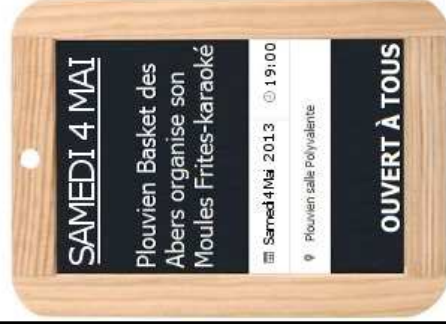 SAMEDI 4 MAI
Plouvien Basket des
Abers organise son
Moules Frites-karaoké
Samedi 4 Mai 2013 19:00
Plouvien salle Polyvalente
OUVERT À TOUS